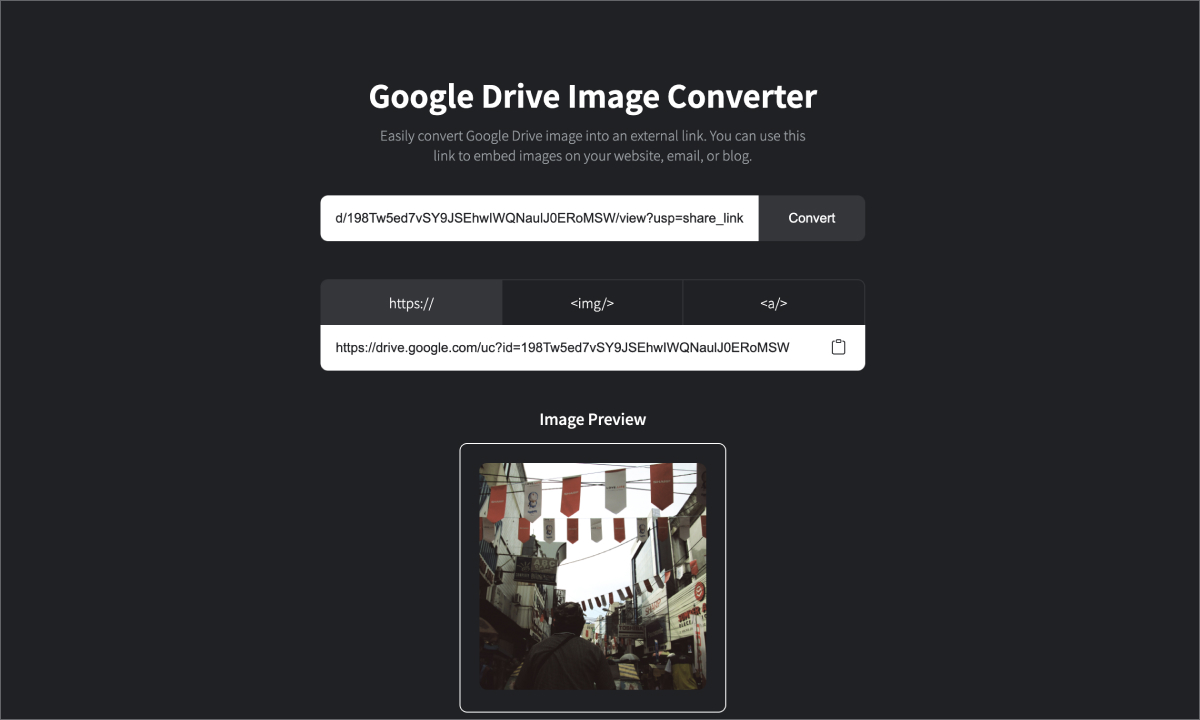 Google Drive Image Converter
Easily convert Google Drive image into an external link. You can use this
link to embed images on your website, email, or blog.
d/198Tw5ed7vSY9JSEhwIWQNaulJ0ERoMSW/view?usp=share_link
Convert
https://
<img/>
<a/>
https://drive.google.com/uc?id=198Tw5ed7vSY9JSEhwIWQNaulJ0ERoMSW
Image Preview